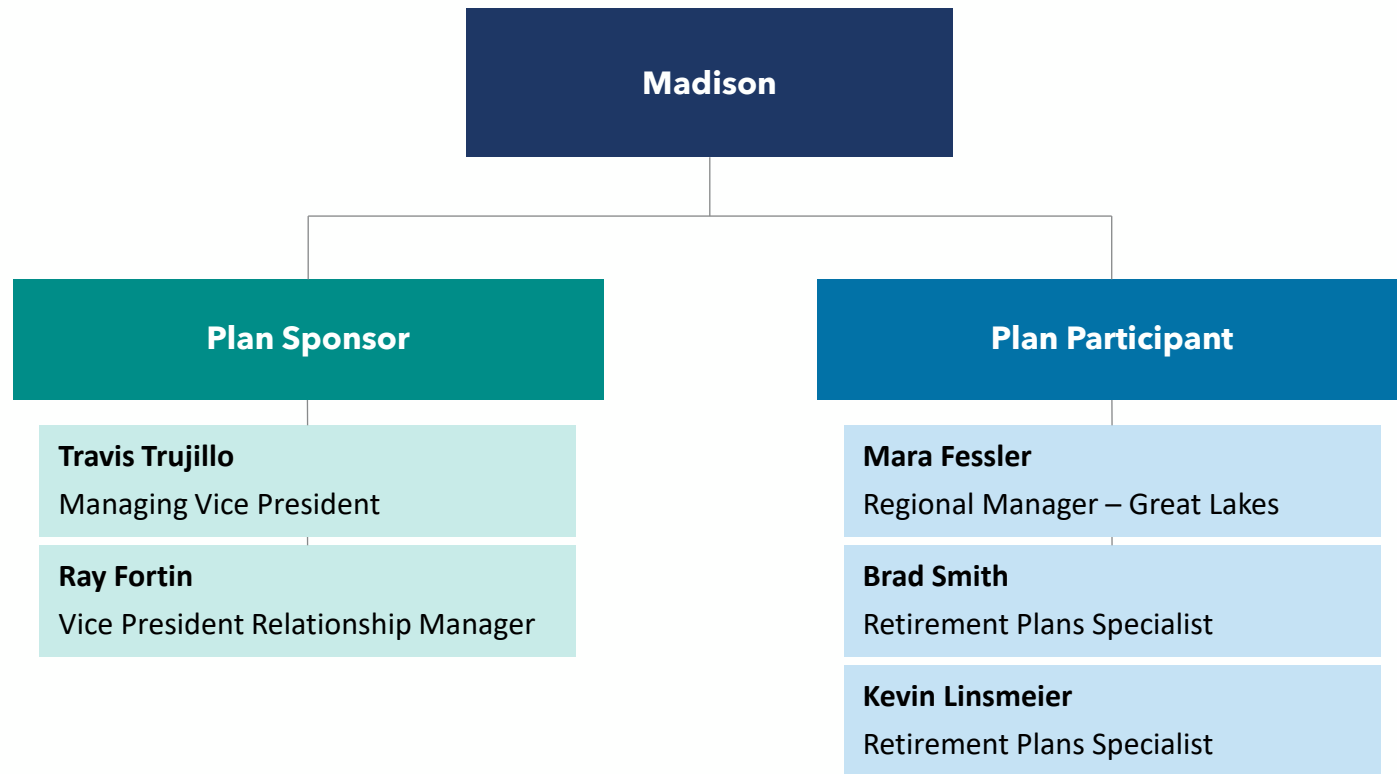 Madison
Plan Sponsor
Travis Trujillo
Managing Vice President
Ray Fortin
Vice President Relationship Manager
Plan Participant
Mara Fessler
Regional Manager – Great Lakes
Brad Smith
Retirement Plans Specialist
Kevin Linsmeier
Retirement Plans Specialist